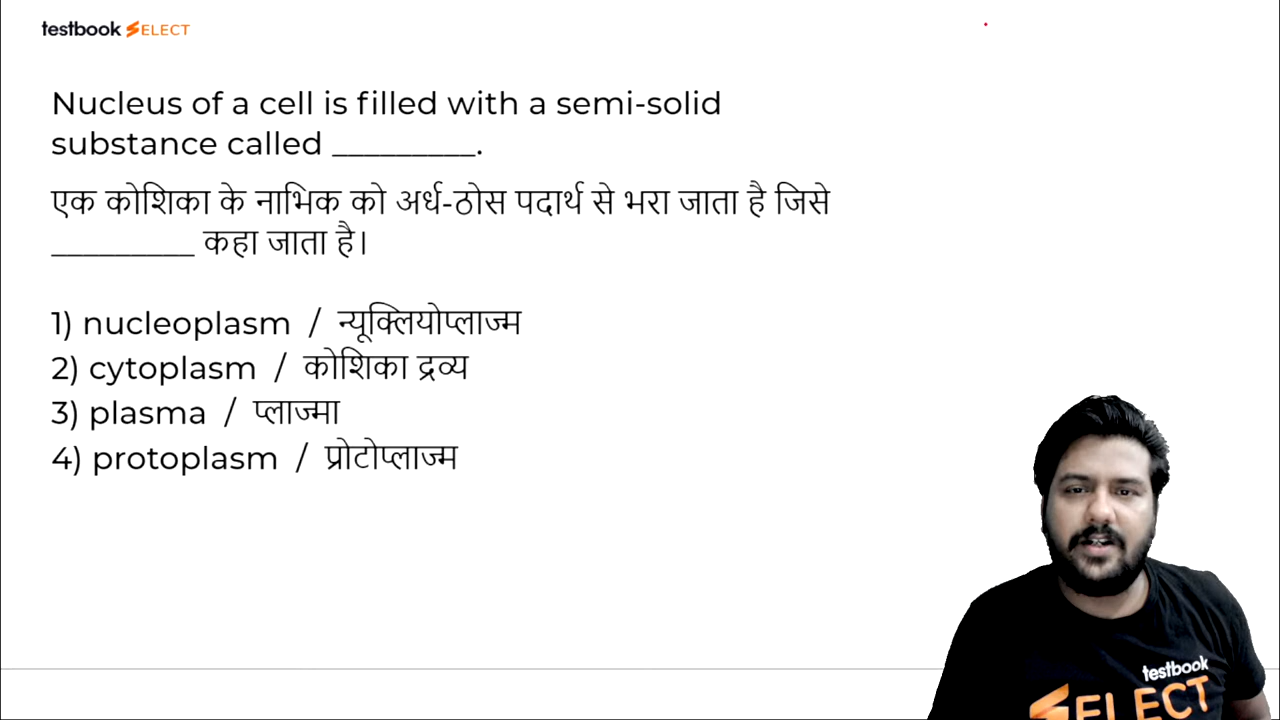 testbook SELECT
Nucleus of a cell is filled with a semi-solid
substance called _________.
एक कोशिका के नाभिक को अर्ध-ठोस पदार्थ से भरा जाता है जिसे
_________ कहा जाता है।
1) nucleoplasm / न्यूक्लियोप्लाज्म
2) cytoplasm / कोशिका द्रव्य
3) plasma / प्लाज्मा
4) protoplasm / प्रोटोप्लाज्म
testbook
SELECT